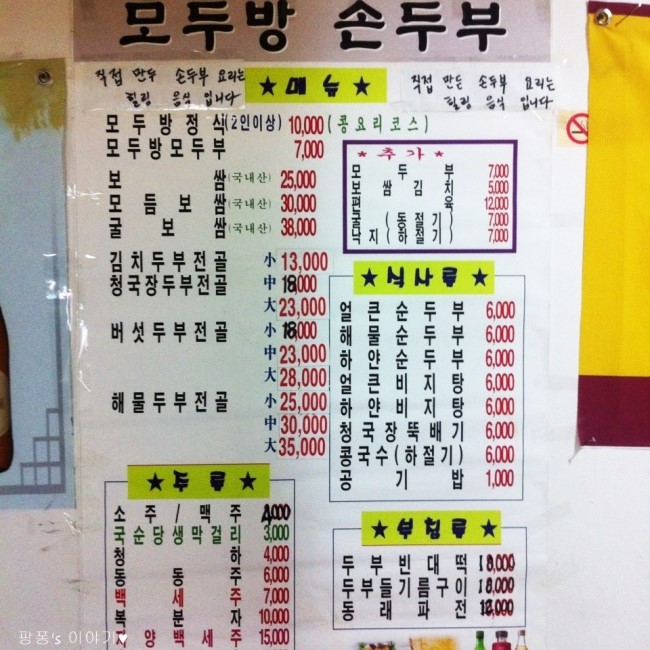 모두방 손두부
직접 만든 손두부 요리는 힐링 음식 입니다
★ 메뉴 ★
직접 만든 손두부 요리는 힐링 음식 입니다
모두방정식(2인이상) 10,000 (콩요리코스)
모두방모두부 7,000
보쌈(국내산) 25,000
모듬보쌈(국내산) 30,000
굴보쌈(국내산) 38,000
김치두부전골 小 13,000
청국장두부전골 中 18,000
大 23,000
버섯두부전골 小 18,000
中 23,000
大 28,000
해물두부전골 小 25,000
中 30,000
大 35,000
★추가★
모두부 7,000
보쌈김치 5,000
편육 12,000
굴(동절기) 7,000
낙지(하절기) 7,000
★식사류★
얼큰순두부 6,000
해물순두부 6,000
하얀순두부 6,000
얼큰비지탕 6,000
하얀비지탕 6,000
청국장뚝배기 6,000
콩국수(하절기) 6,000
공기밥 1,000
★주류★
소주/맥주 4,000
국순당생막걸리 3,000
청하 4,000
동동주 6,000
백세주 7,000
복분자 10,000
자양백세주 15,000
★부침류★
두부빈대떡
두부들기름구이
동래파전
팡퐁's 이야기♥